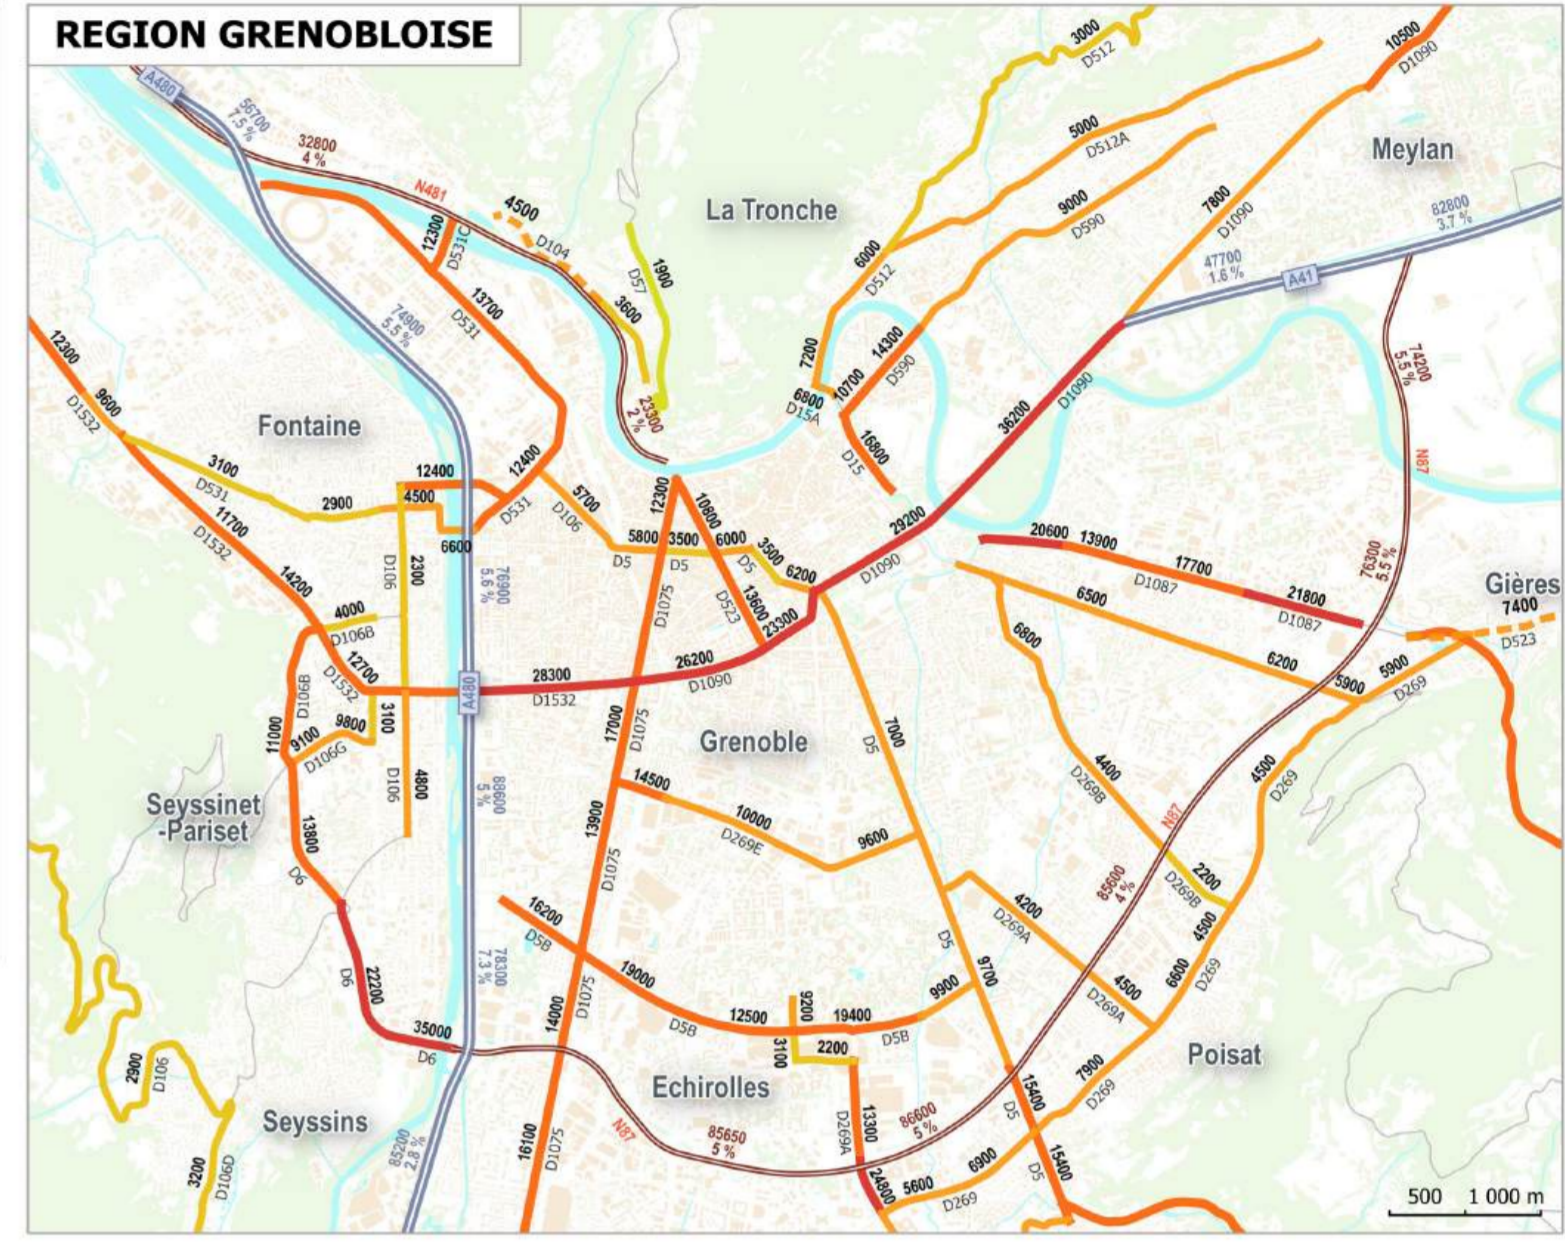 REGION GRENOBLOISE
3000
D512
10500
D1090
A480
56700
7.5 %
32800
4 %
N481
5000
D512A
Meylan
4500
D104
12300
D531C
La Tronche
9000
D590
7800
D1090
82800
3.7 %
6000
D512
47700
1.6 %
A41
D57
1900
13700
D531
3600
74900
5.5 %
12300
9600
D1532
7200
14300
D590
74200
5.5 %
6800
D15A
10700
D1090
36200
23300
2 %
Fontaine
16800
D15
N87
3100
D531
2900
12400
4500
12400
D531
6600
5700
D106
12300
10800
5800
D5
3500
D5
6000
D5
3500
6200
29200
D1090
11700
D1532
20600
13900
17700
D1087
21800
D1087
76300
5.5 %
Gières
7400
D523
14200
D106
2300
76900
5.6 %
D1075
D523
13600
23300
6500
4000
D106B
6800
6200
5900
5900
D269
12700
D1532
D106B
28300
D1532
26200
D1090
A480
11000
9100
9800
D106G
3100
17000
D1075
Grenoble
7000
D5
4400
D269B
4500
D269
D106
4800
88600
5 %
14500
10000
D269E
9600
Seyssinet
-Pariset
13800
D6
13900
D1075
N87
85600
4 %
2200
D269B
16200
D5B
4200
D269A
4500
D5
9700
D6
22200
78300
7.3 %
19000
D5B
14000
D1075
9900
6600
D269
4500
D269A
35000
D6
12500
9200
19400
D5B
3100
2200
Poisat
2900
D106
Echirolles
7900
D269
15400
D5
Seyssins
85200
2.8 %
N87
85650
5 %
D269A
13300
86600
5 %
16100
D1075
3200
D106D
24800
5600
6900
D269
15400
D5
500 1 000 m